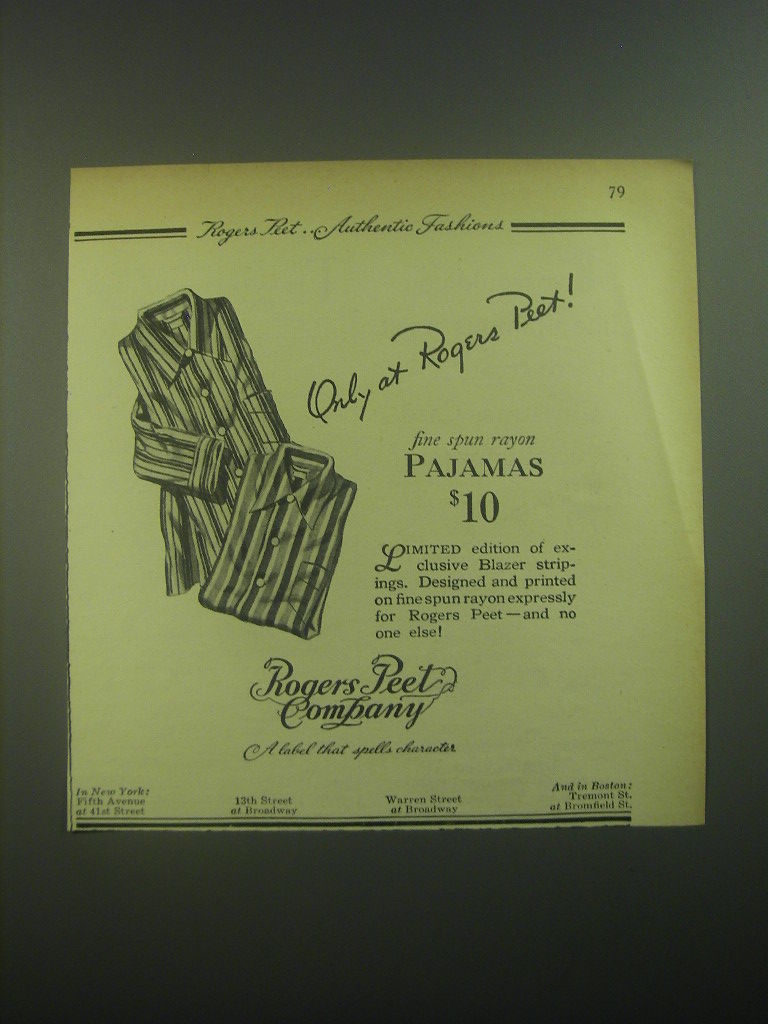 79
Rogers Peet..Authentic Fashions
Only at Rogers Peet!
fine spun rayon
PAJAMAS
$10
LIMITED edition of ex-
clusive Blazer strip-
ings. Designed and printed
on fine spun rayon expressly
for Rogers Peet—and no
one else!
Rogers Peet
Company
A label that spells character
In New York:
Fifth Avenue
at 41st Street
13th Street
at Broadway
Warren Street
at Broadway
And in Boston:
Tremont St.
at Bromfield St.